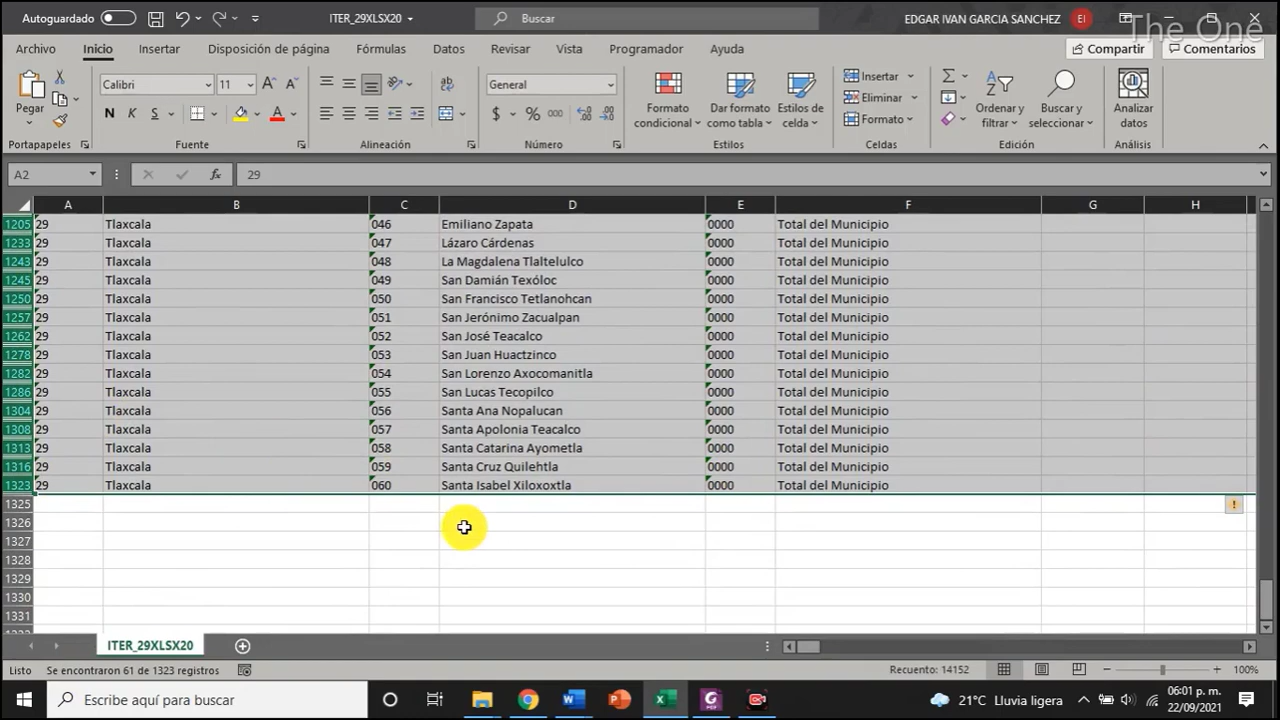 Autoguardado ITER_29XLSX20 Buscar EDGAR IVAN GARCIA SANCHEZ EI
The One
Archivo Inicio Insertar Disposición de página Fórmulas Datos Revisar Vista Programador Ayuda Compartir Comentarios
Pegar Calibri 11 General Formato condicional Dar formato como tabla Estilos de celda Insertar Eliminar Formato Ordenar y filtrar Buscar y seleccionar Analizar datos
N K S $ % 000
Portapapeles Fuente Alineación Número Estilos Celdas Edición Análisis
A2 fx 29
A B C D E F G H
1205 29 Tlaxcala 046 Emiliano Zapata 0000 Total del Municipio
1233 29 Tlaxcala 047 Lázaro Cárdenas 0000 Total del Municipio
1243 29 Tlaxcala 048 La Magdalena Tlaltelulco 0000 Total del Municipio
1245 29 Tlaxcala 049 San Damián Texóloc 0000 Total del Municipio
1250 29 Tlaxcala 050 San Francisco Tetlanohcan 0000 Total del Municipio
1257 29 Tlaxcala 051 San Jerónimo Zacualpan 0000 Total del Municipio
1262 29 Tlaxcala 052 San José Teacalco 0000 Total del Municipio
1278 29 Tlaxcala 053 San Juan Huactzinco 0000 Total del Municipio
1282 29 Tlaxcala 054 San Lorenzo Axocomanitla 0000 Total del Municipio
1286 29 Tlaxcala 055 San Lucas Tecopilco 0000 Total del Municipio
1304 29 Tlaxcala 056 Santa Ana Nopalucan 0000 Total del Municipio
1308 29 Tlaxcala 057 Santa Apolonia Teacalco 0000 Total del Municipio
1313 29 Tlaxcala 058 Santa Catarina Ayometla 0000 Total del Municipio
1316 29 Tlaxcala 059 Santa Cruz Quilehtla 0000 Total del Municipio
1323 29 Tlaxcala 060 Santa Isabel Xiloxoxtla 0000 Total del Municipio
1325
1326
1327
1328
1329
1330
1331
ITER_29XLSX20
Listo Se encontraron 61 de 1323 registros Recuento: 14152 100%
Escribe aquí para buscar 21°C Lluvia ligera 06:01 p. m.
22/09/2021